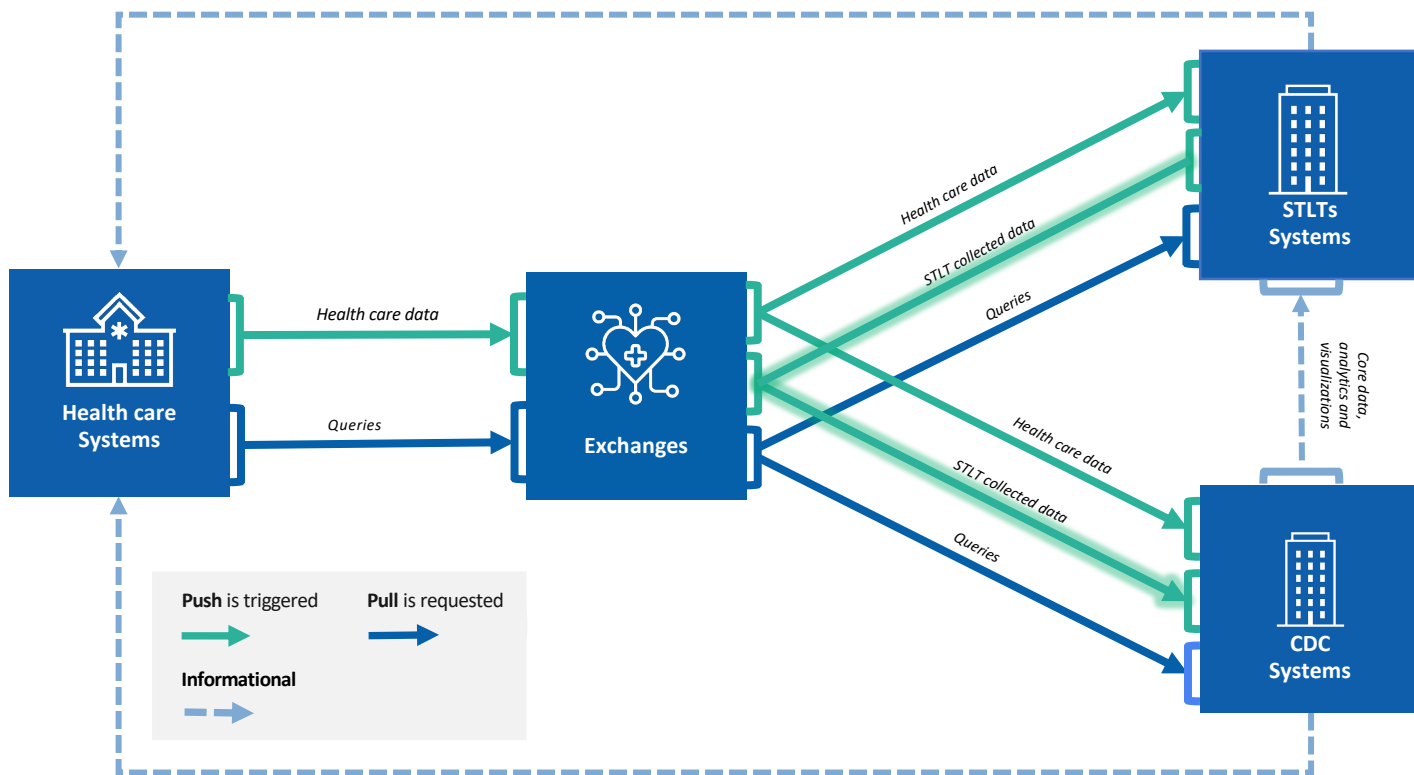 Health care data
STLT collected data
Queries
STLTs
Systems
Health care data
Queries
Health care
Systems
Exchanges
Core data,
analytics and
visualizations
Health care data
STLT collected data
Queries
CDC
Systems
Push is triggered
Pull is requested
Informational